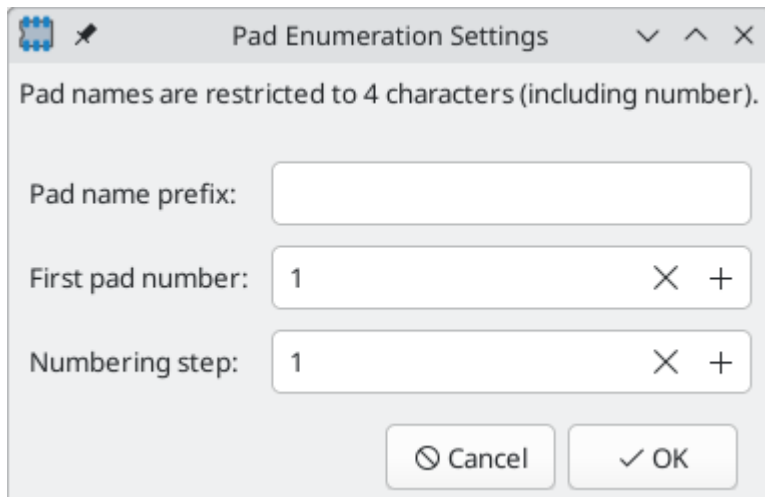 Pad Enumeration Settings
Pad names are restricted to 4 characters (including number).
Pad name prefix:
First pad number: 1
Numbering step: 1
Cancel OK